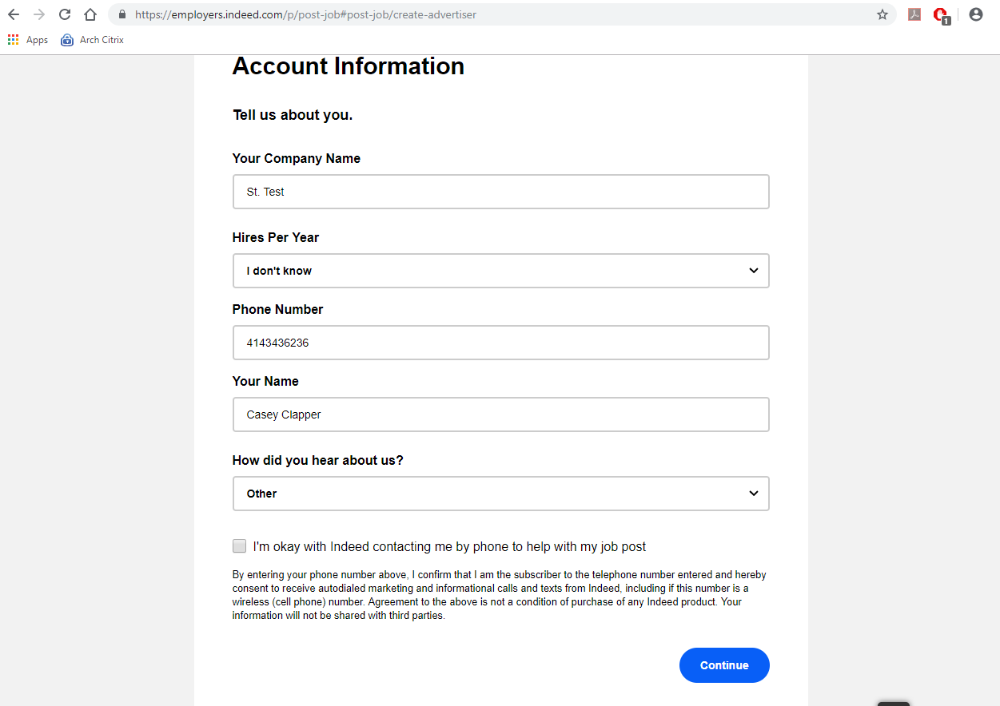 https://employers.indeed.com/p/post-job#post-job/create-advertiser
1
Apps
Arch Citrix
Account Information
Tell us about you.
Your Company Name
St. Test
Hires Per Year
I don't know
Phone Number
4143436236
Your Name
Casey Clapper
How did you hear about us?
Other
I'm okay with Indeed contacting me by phone to help with my job post
By entering your phone number above, I confirm that I am the subscriber to the telephone number entered and hereby
consent to receive autodialed marketing and informational calls and texts from Indeed, including if this number is a
wireless (cell phone) number. Agreement to the above is not a condition of purchase of any Indeed product. Your
information will not be shared with third parties.
Continue